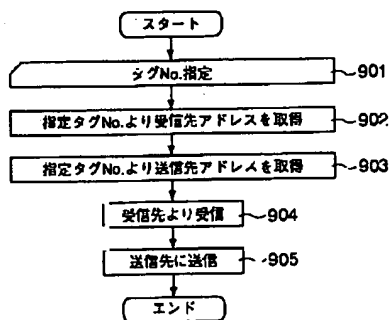 スタート
タグNo.指定 901
指定タグNo.より受信先アドレスを取得 902
指定タグNo.より送信先アドレスを取得 903
受信先より受信 904
送信先に送信 905
エンド